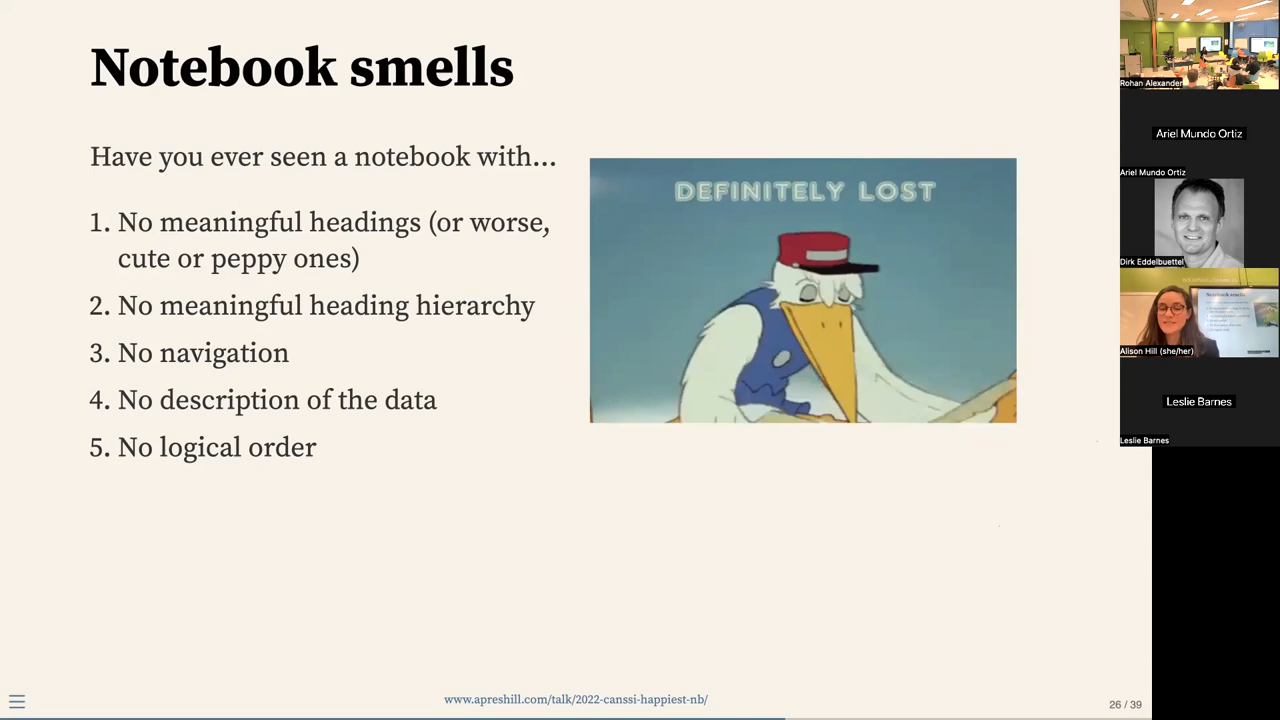 Notebook smells
Have you ever seen a notebook with...
1. No meaningful headings (or worse,
cute or peppy ones)
2. No meaningful heading hierarchy
3. No navigation
4. No description of the data
5. No logical order
DEFINITELY LOST
www.apreshill.com/talk/2022-canssi-happiest-nb/
26 / 39
Rohan Alexander
Ariel Mundo Ortiz
Ariel Mundo Ortiz
Dirk Eddelbuettel
Notebook smells
Alison Hill (she/her)
Leslie Barnes
Leslie Barnes